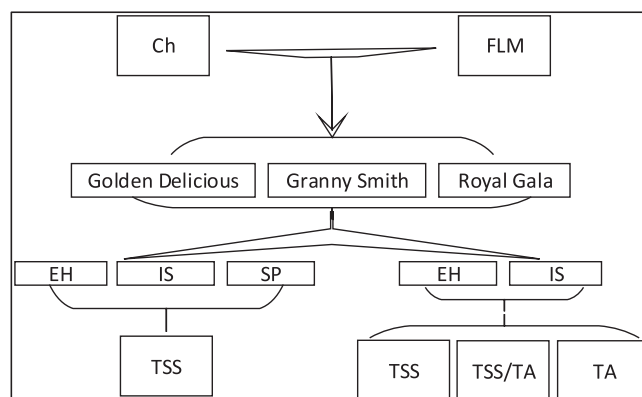 Ch
FLM
Golden Delicious
Granny Smith
Royal Gala
EH
IS
SP
EH
IS
TSS
TSS
TSS/TA
TA